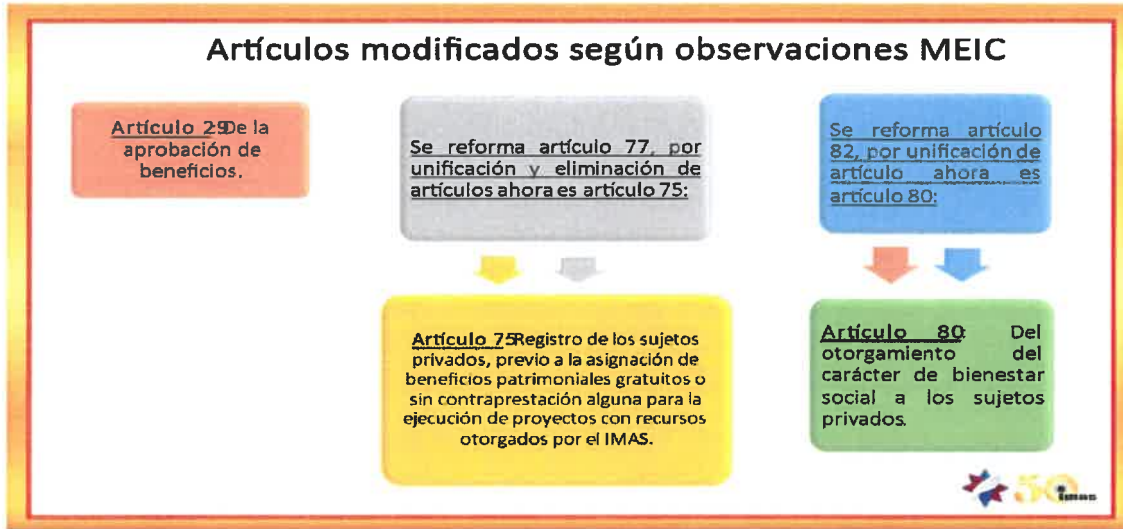 Artículos modificados según observaciones MEIC
Artículo 29 De la
aprobación de
beneficios.
Se reforma artículo 77, por
unificación y eliminación de
artículos ahora es artículo 75:
Se reforma artículo
82, por unificación de
artículo ahora es
artículo 80:
Artículo 75 Registro de los sujetos
privados, previo a la asignación de
beneficios patrimoniales gratuitos o
sin contraprestación alguna para la
ejecución de proyectos con recursos
otorgados por el IMAS.
Artículo 80 Del
otorgamiento del
carácter de bienestar
social a los sujetos
privados.
50 imas